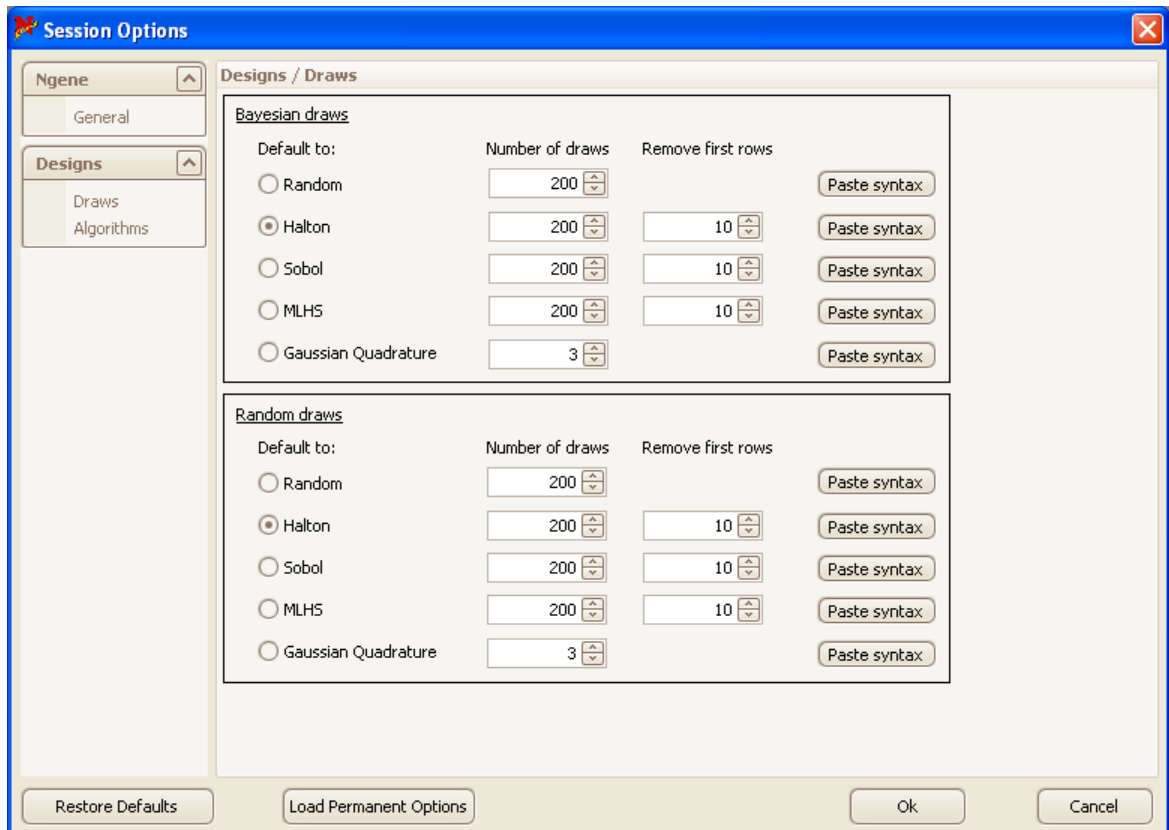 Session Options
Ngene
General
Designs
Draws
Algorithms
Designs / Draws
Bayesian draws
Default to: Number of draws Remove first rows
Random 200 Paste syntax
Halton 200 10 Paste syntax
Sobol 200 10 Paste syntax
MLHS 200 10 Paste syntax
Gaussian Quadrature 3 Paste syntax
Random draws
Default to: Number of draws Remove first rows
Random 200 Paste syntax
Halton 200 10 Paste syntax
Sobol 200 10 Paste syntax
MLHS 200 10 Paste syntax
Gaussian Quadrature 3 Paste syntax
Restore Defaults Load Permanent Options Ok Cancel